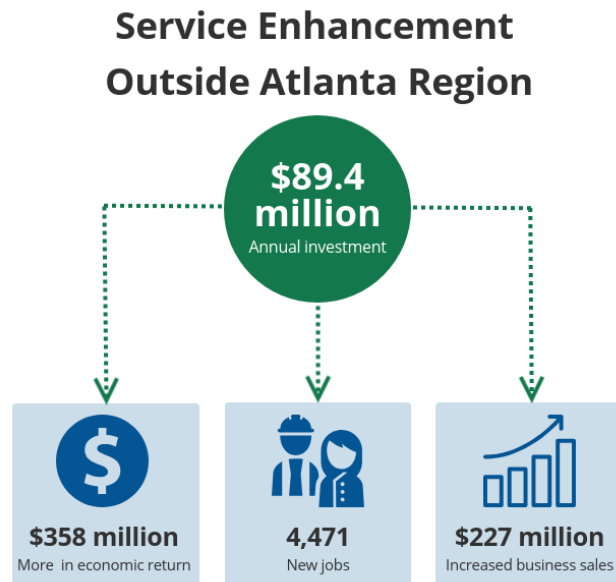 Service Enhancement
Outside Atlanta Region
$89.4
million
Annual investment
$
$358 million
More in economic return
4,471
New jobs
$227 million
Increased business sales